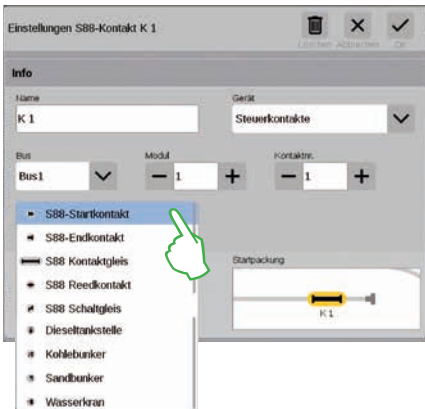 Einstellungen S88-Kontakt K 1
Löschen Abbrechen OK
Info
Name
Gerät
K 1
Steuerkontakte
Bus
Modul
Kontaktnr.
Bus1
1
1
S88-Startkontakt
S88-Endkontakt
S88 Kontaktgleis
S88 Reedkontakt
S88 Schaltgleis
Dieseltankstelle
Kohlebunker
Sandbunker
Wasserkran
Startpackung
K 1